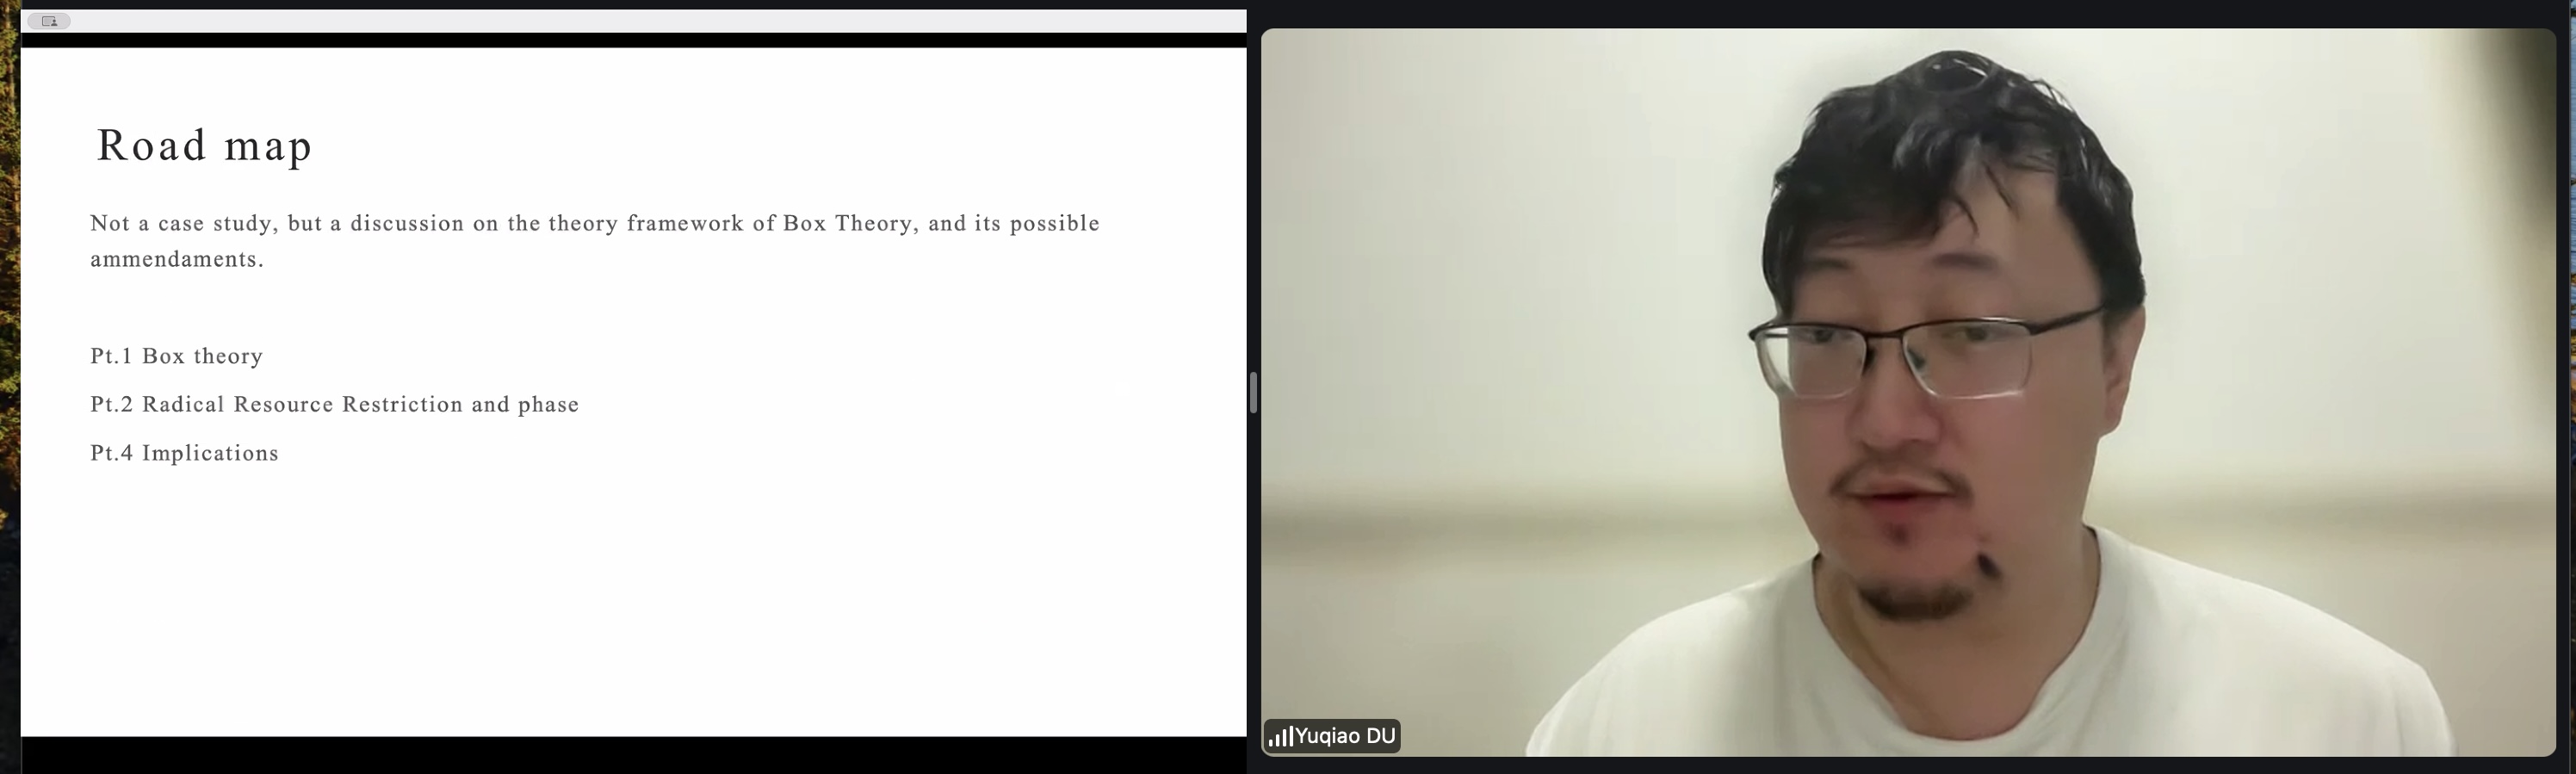 Road map
Not a case study, but a discussion on the theory framework of Box Theory, and its possible
ammendaments.
Pt.1 Box theory
Pt.2 Radical Resource Restriction and phase
Pt.4 Implications
Yuqiao DU